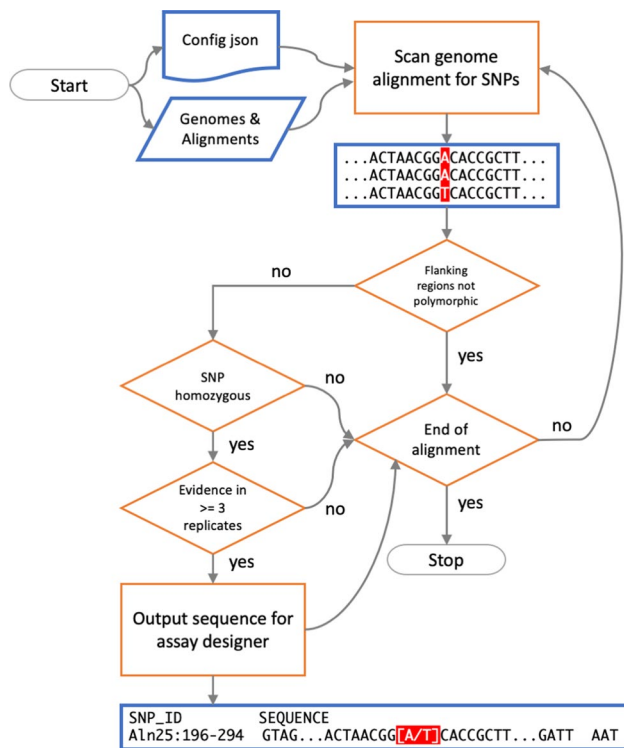 Config json
Start
Genomes &
Alignments
Scan genome
alignment for SNPs
...ACTAACGGACACCGCTT...
...ACTAACGGACACCGCTT...
...ACTAACGGTCACCGCTT...
no
Flanking
regions not
polymorphic
yes
SNP
homozygous
no
yes
End of
alignment
no
Evidence in
>= 3
replicates
no
yes
yes
Stop
Output sequence for
assay designer
SNP_ID SEQUENCE
Aln25:196-294 GTAG...ACTAACGG[A/T]CACCGCTT...GATT AAT